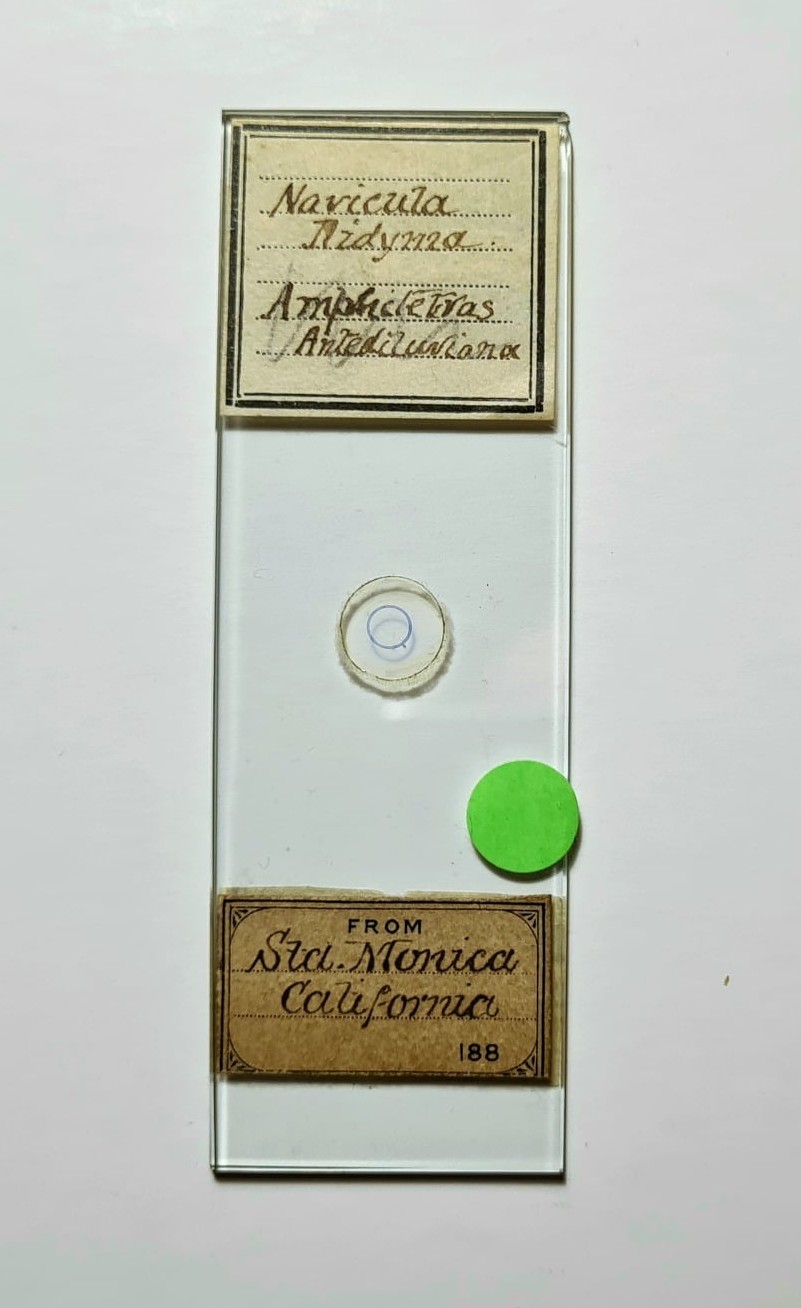 Navicula
Didyma.
Amphitetras
Antediluviana
FROM
Sta. Monica
California
188